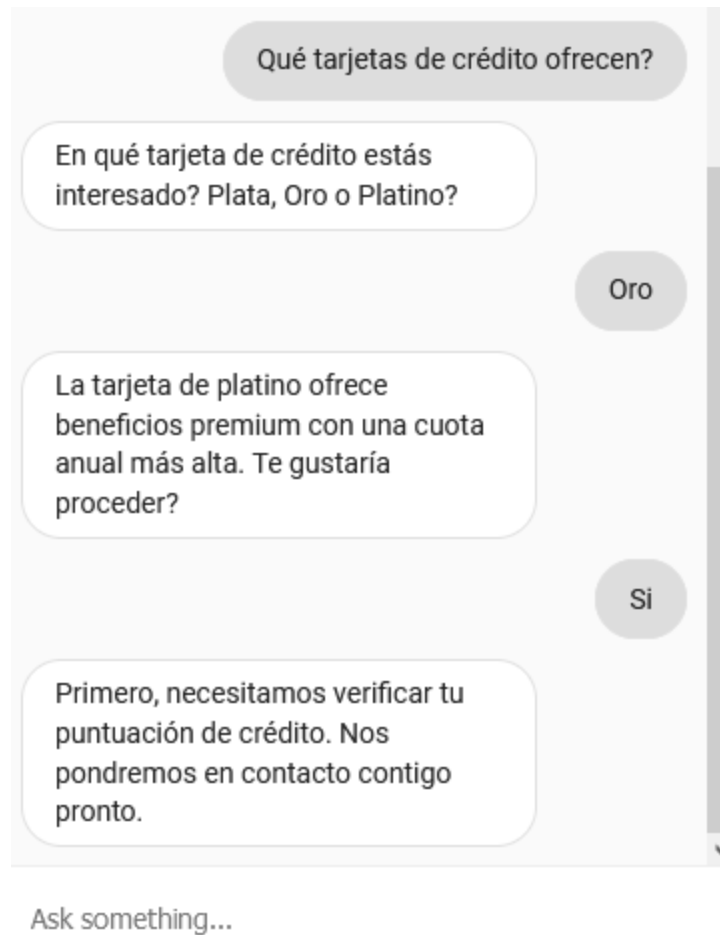 Qué tarjetas de crédito ofrecen?
En qué tarjeta de crédito estás
interesado? Plata, Oro o Platino?
Oro
La tarjeta de platino ofrece
beneficios premium con una cuota
anual más alta. Te gustaría
proceder?
Si
Primero, necesitamos verificar tu
puntuación de crédito. Nos
pondremos en contacto contigo
pronto.
Ask something...